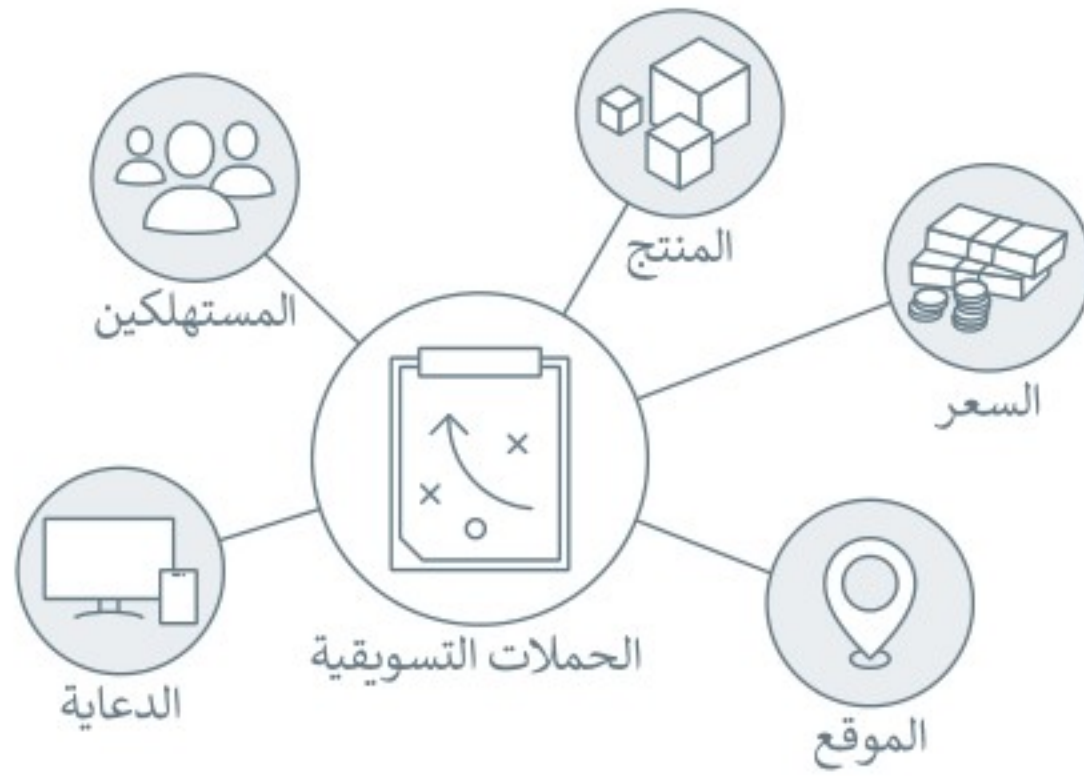 المنتج
المستهلكين
السعر
الحملات التسويقية
الدعاية
الموقع